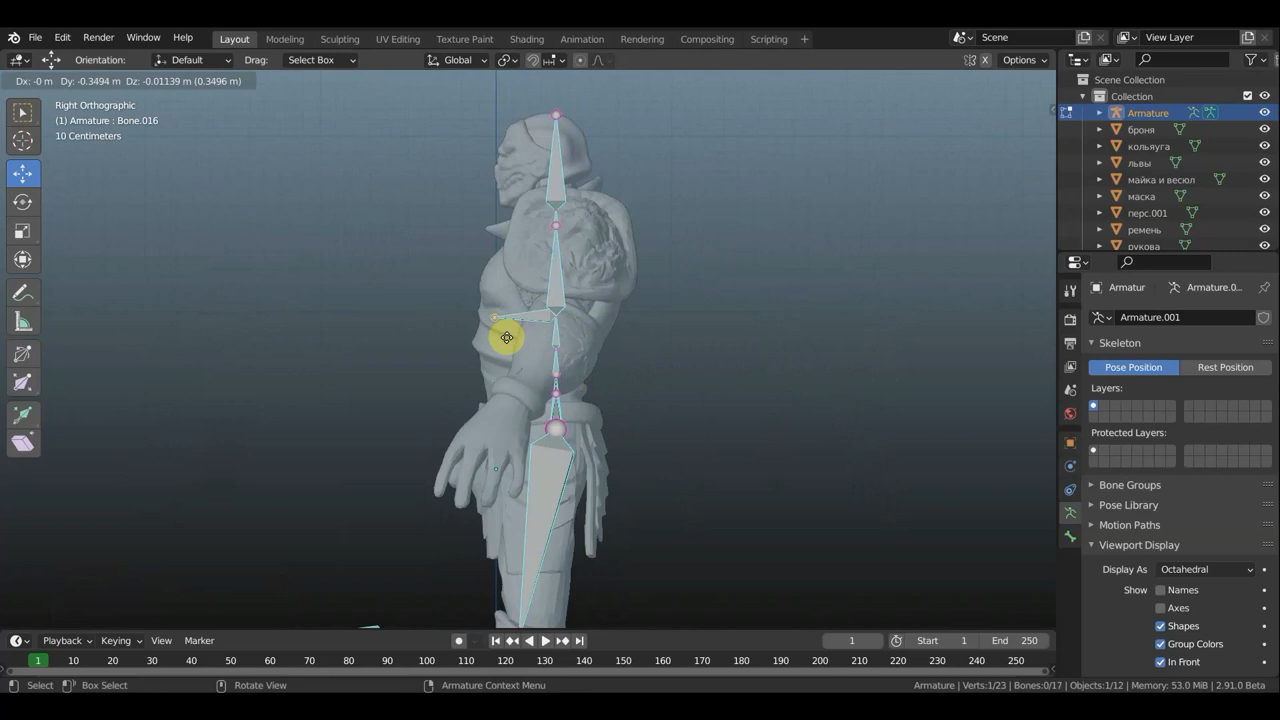 File Edit Render Window Help Layout Modeling Sculpting UV Editing Texture Paint Shading Animation Rendering Compositing Scripting + Scene View Layer
Orientation: Default Drag: Select Box Global X Options
Dx: -0 m Dy: -0.3494 m Dz: -0.01139 m (0.3496 m)
Right Orthographic
(1) Armature : Bone.016
10 Centimeters
Scene Collection
Collection
Armature
броня
кольяуга
львы
майка и весюл
маска
перс.001
ремень
рукова
Armatur Armature.0...
Armature.001
Skeleton
Pose Position Rest Position
Layers:
Protected Layers:
Bone Groups
Pose Library
Motion Paths
Viewport Display
Display As Octahedral
Show Names
Axes
Shapes
Group Colors
In Front
Playback Keying View Marker 1 Start 1 End 250
1 10 20 30 40 50 60 70 80 90 100 110 120 130 140 150 160 170 180 190 200 210 220 230 240 250
Select Box Select Rotate View Armature Context Menu Armature | Verts:1/23 | Bones:0/17 | Objects:1/12 | Memory: 53.0 MiB | 2.91.0 Beta